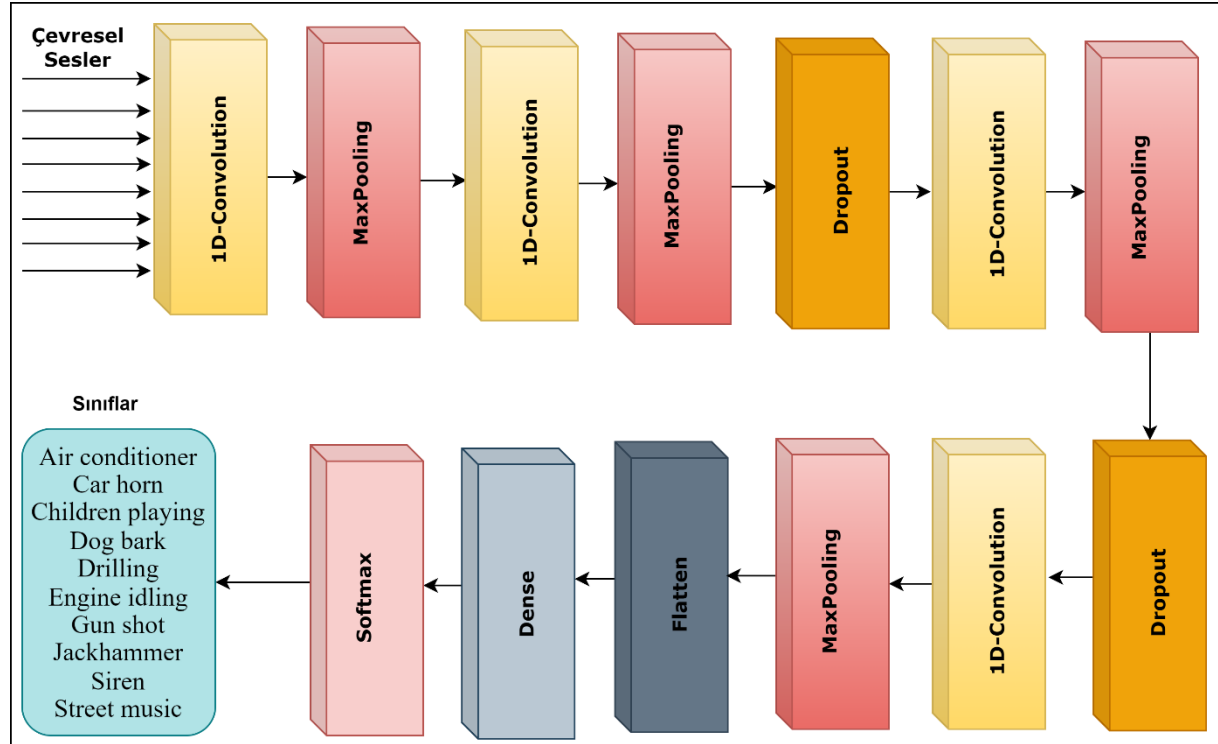 Çevresel
Sesler
1D-Convolution
MaxPooling
1D-Convolution
MaxPooling
Dropout
1D-Convolution
MaxPooling
Dropout
1D-Convolution
MaxPooling
Flatten
Dense
Softmax
Sınıflar
Air conditioner
Car horn
Children playing
Dog bark
Drilling
Engine idling
Gun shot
Jackhammer
Siren
Street music